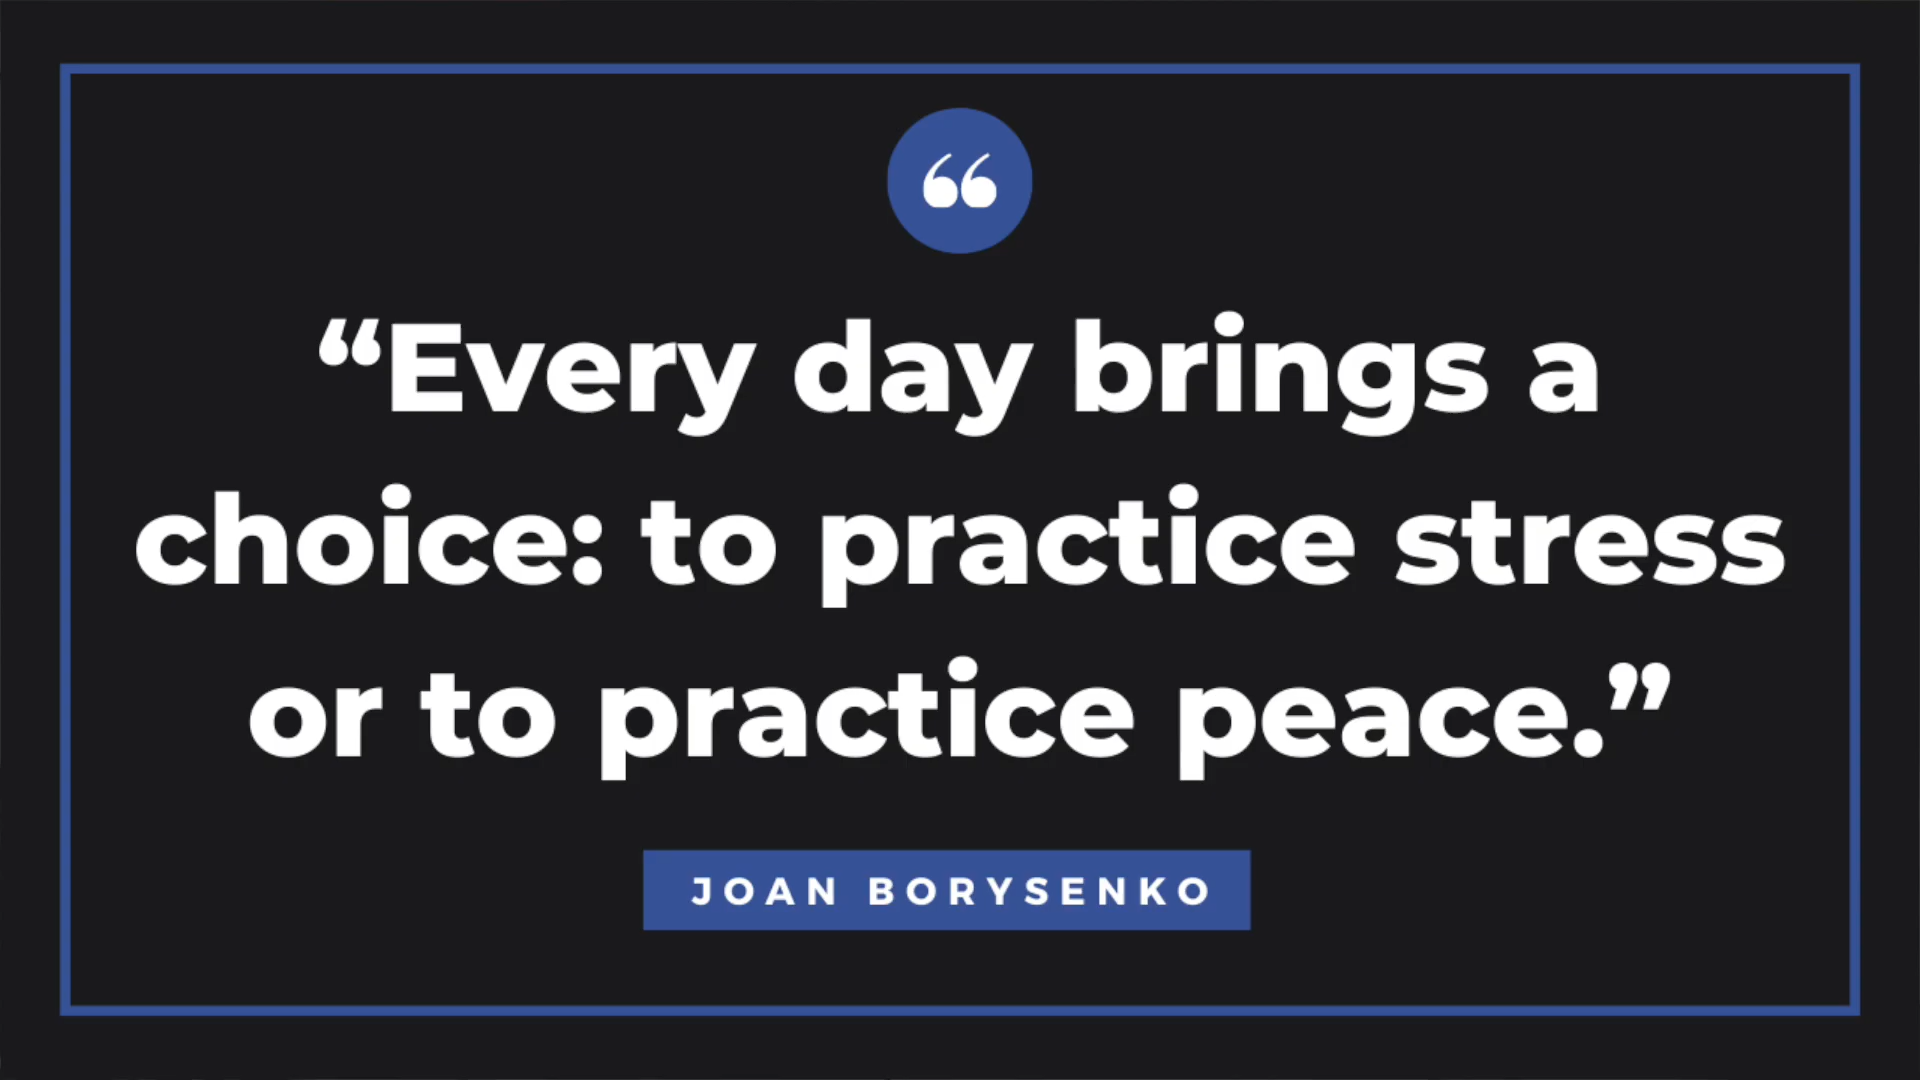 “Every day brings a
choice: to practice stress
or to practice peace.”
JOAN BORYSENKO